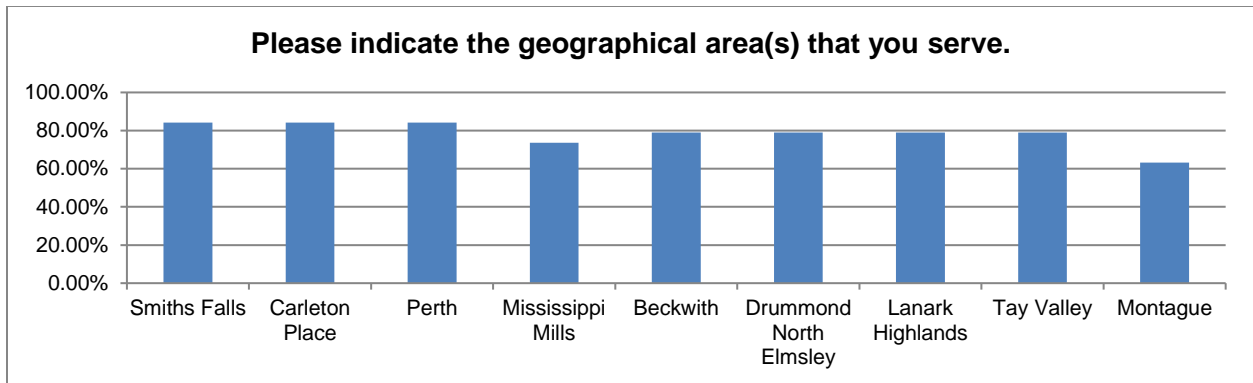 Please indicate the geographical area(s) that you serve.
100.00%
80.00%
60.00%
40.00%
20.00%
0.00%
Smiths Falls
Carleton
Place
Perth
Mississippi
Mills
Beckwith
Drummond
North
Elmsley
Lanark
Highlands
Tay Valley
Montague